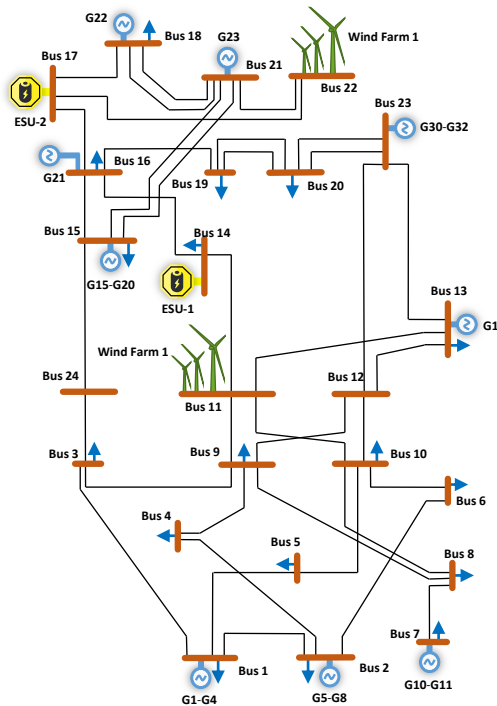 G22
Bus 18
G23
Bus 17
Bus 21
Wind Farm 1
Bus 22
ESU-2
Bus 23
G30-G32
Bus 16
G21
Bus 19
Bus 20
Bus 15
Bus 14
G15-G20
ESU-1
Bus 13
G1
Wind Farm 1
Bus 24
Bus 11
Bus 12
Bus 3
Bus 9
Bus 10
Bus 6
Bus 4
Bus 5
Bus 8
Bus 7
Bus 1
Bus 2
G1-G4
G5-G8
G10-G11